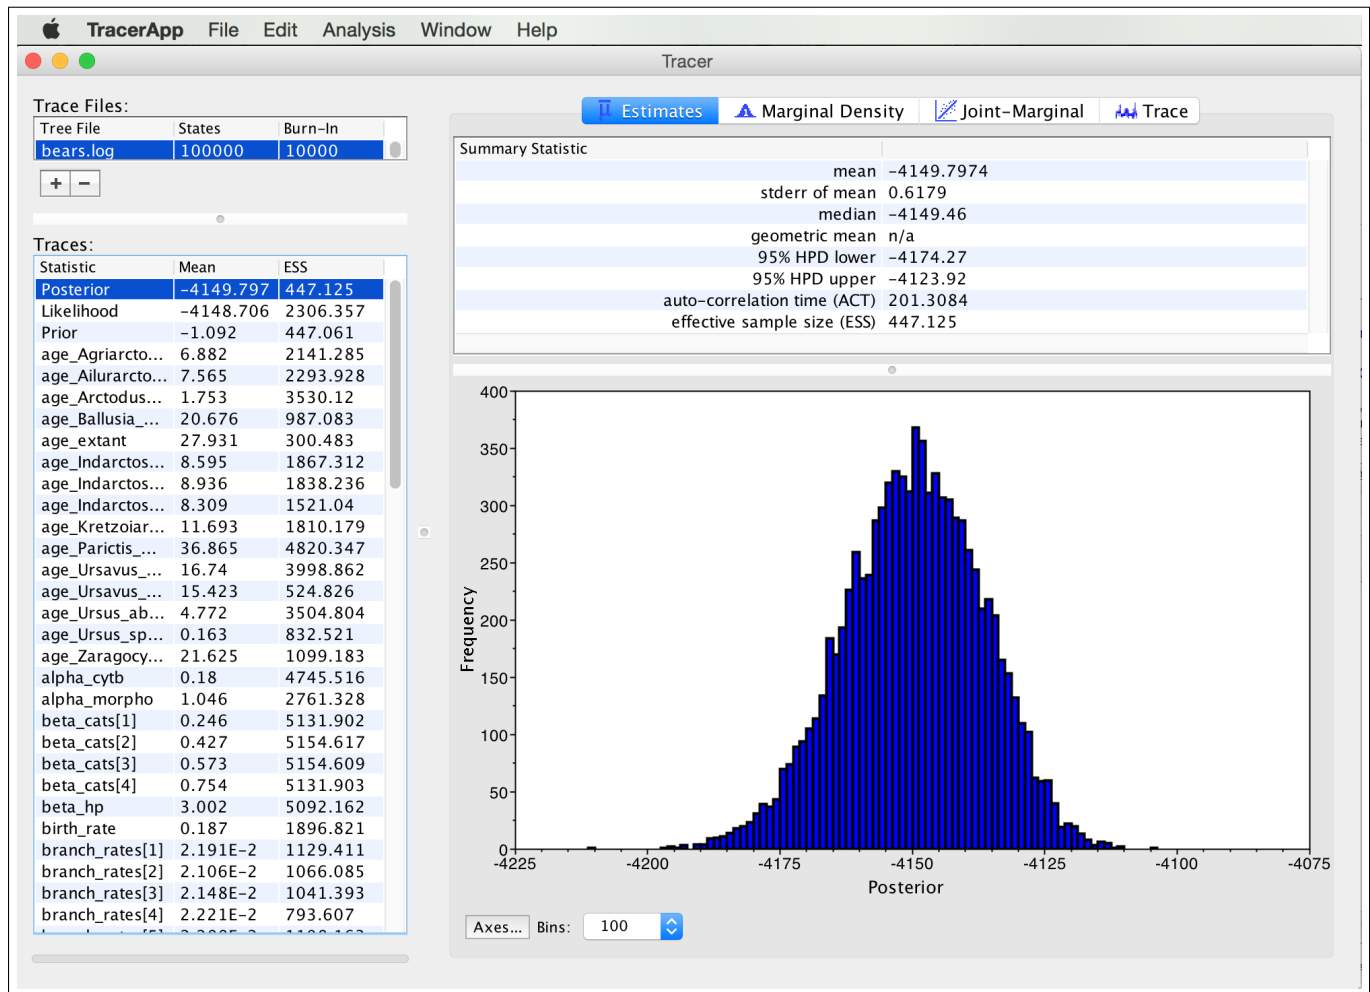 TracerApp File Edit Analysis Window Help
Tracer
Trace Files:
Tree File States Burn-In
bears.log 100000 10000
+ −
Traces:
Statistic Mean ESS
Posterior -4149.797 447.125
Likelihood -4148.706 2306.357
Prior -1.092 447.061
age_Agriarcto... 6.882 2141.285
age_Ailurarcto... 7.565 2293.928
age_Arctodus... 1.753 3530.12
age_Ballusia_... 20.676 987.083
age_extant 27.931 300.483
age_Indarctos... 8.595 1867.312
age_Indarctos... 8.936 1838.236
age_Indarctos... 8.309 1521.04
age_Kretzoiar... 11.693 1810.179
age_Parictis_... 36.865 4820.347
age_Ursavus_... 16.74 3998.862
age_Ursavus_... 15.423 524.826
age_Ursus_ab... 4.772 3504.804
age_Ursus_sp... 0.163 832.521
age_Zaragocy... 21.625 1099.183
alpha_cytb 0.18 4745.516
alpha_morpho 1.046 2761.328
beta_cats[1] 0.246 5131.902
beta_cats[2] 0.427 5154.617
beta_cats[3] 0.573 5154.609
beta_cats[4] 0.754 5131.903
beta_hp 3.002 5092.162
birth_rate 0.187 1896.821
branch_rates[1] 2.191E-2 1129.411
branch_rates[2] 2.106E-2 1066.085
branch_rates[3] 2.148E-2 1041.393
branch_rates[4] 2.221E-2 793.607
Estimates Marginal Density Joint-Marginal Trace
Summary Statistic
mean -4149.7974
stderr of mean 0.6179
median -4149.46
geometric mean n/a
95% HPD lower -4174.27
95% HPD upper -4123.92
auto-correlation time (ACT) 201.3084
effective sample size (ESS) 447.125
400
350
300
250
200
150
100
50
0
Frequency
-4225 -4200 -4175 -4150 -4125 -4100 -4075
Posterior
Axes... Bins: 100